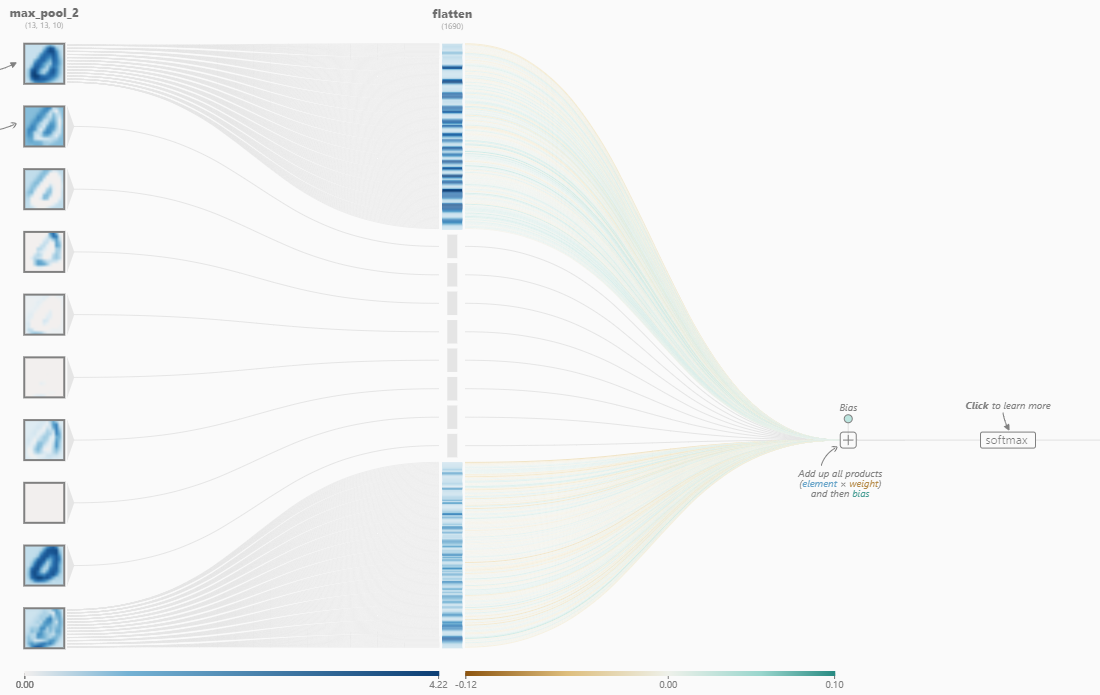 max_pool_2
(13, 13, 10)
flatten
(1690)
Bias
Click to learn more
softmax
Add up all products
(element × weight)
and then bias
0.00
4.22
-0.12
0.00
0.10